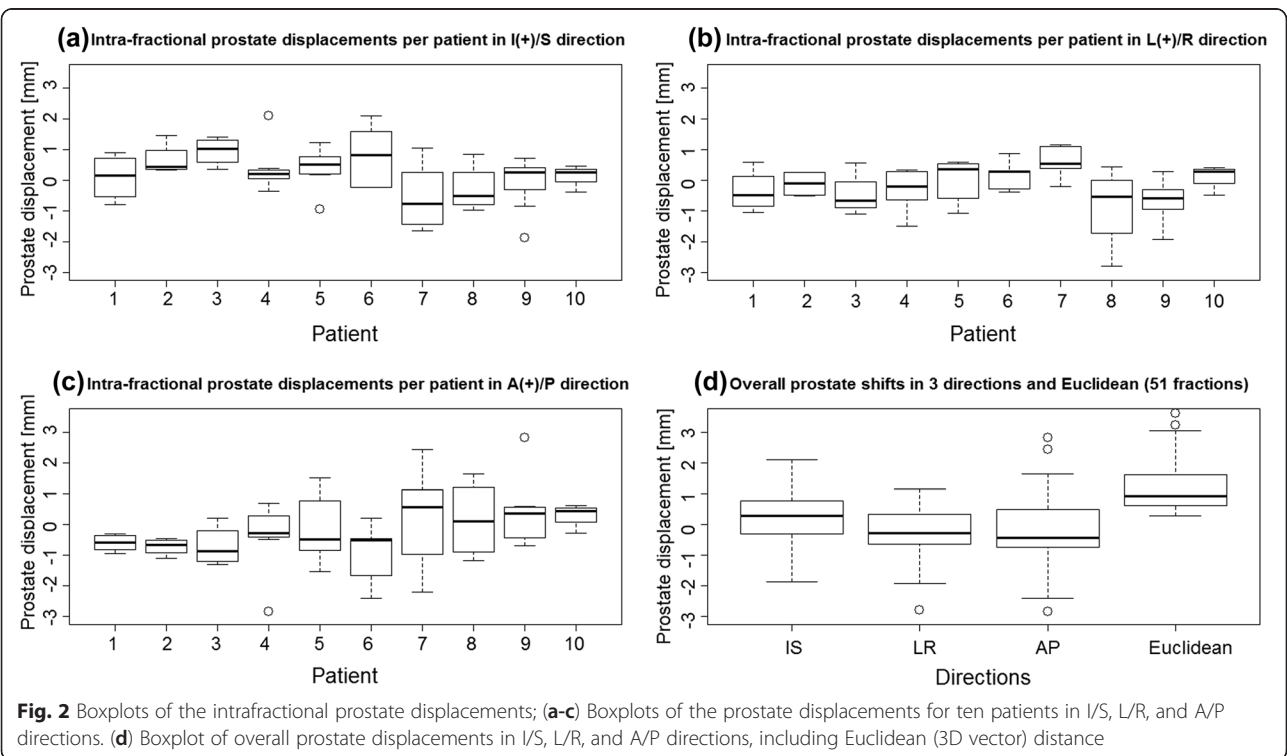 (a) Intra-fractional prostate displacements per patient in I(+)/S direction
Prostate displacement [mm]
3
2
1
0
-1
-2
-3
1 2 3 4 5 6 7 8 9 10
Patient
(b) Intra-fractional prostate displacements per patient in L(+)/R direction
Prostate displacement [mm]
3
2
1
0
-1
-2
-3
1 2 3 4 5 6 7 8 9 10
Patient
(c) Intra-fractional prostate displacements per patient in A(+)/P direction
Prostate displacement [mm]
3
2
1
0
-1
-2
-3
1 2 3 4 5 6 7 8 9 10
Patient
(d) Overall prostate shifts in 3 directions and Euclidean (51 fractions)
Prostate displacement [mm]
3
2
1
0
-1
-2
-3
IS LR AP Euclidean
Directions
Fig. 2 Boxplots of the intrafractional prostate displacements; (a-c) Boxplots of the prostate displacements for ten patients in I/S, L/R, and A/P
directions. (d) Boxplot of overall prostate displacements in I/S, L/R, and A/P directions, including Euclidean (3D vector) distance